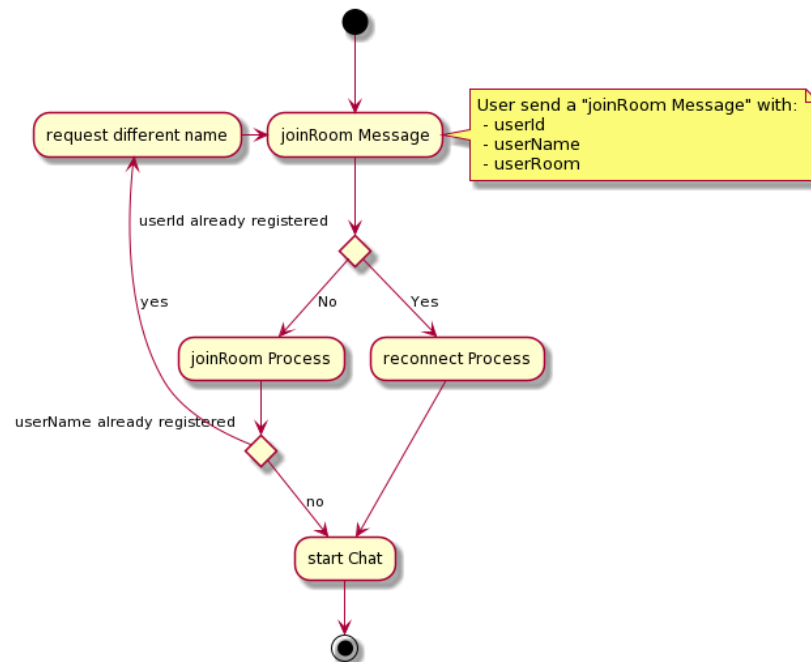 User send a "joinRoom Message" with:
- userId
- userName
- userRoom
request different name
joinRoom Message
userId already registered
yes
No
Yes
joinRoom Process
reconnect Process
userName already registered
no
start Chat